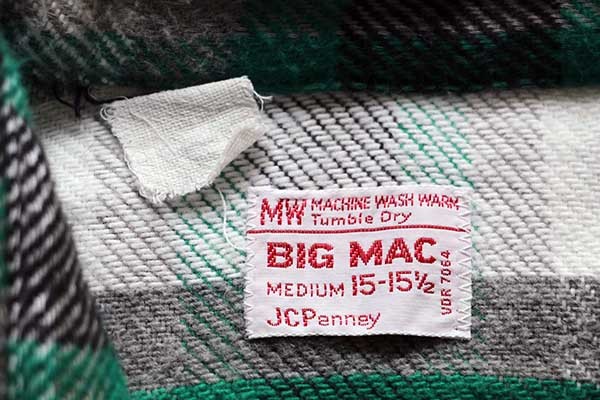 MW MACHINE WASH WARM
Tumble Dry
BIG MAC
MEDIUM 15-15½
JCPenney
VDR 7064